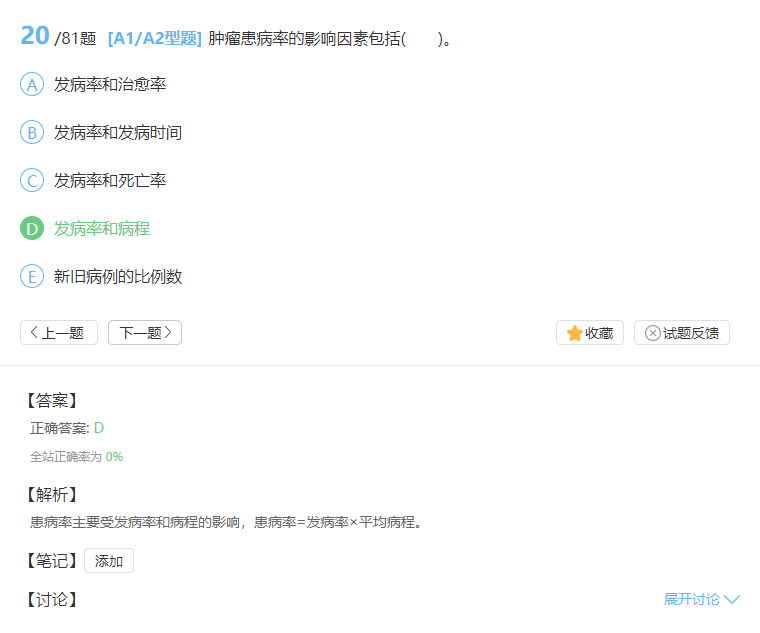 20 /81题 [A1/A2型题] 肿瘤患病率的影响因素包括(　　)。
A 发病率和治愈率
B 发病率和发病时间
C 发病率和死亡率
D 发病率和病程
E 新旧病例的比例数
上一题 下一题 收藏 试题反馈
【答案】
正确答案: D
全站正确率为 0%
【解析】
患病率主要受发病率和病程的影响，患病率=发病率×平均病程。
【笔记】 添加
【讨论】 展开讨论